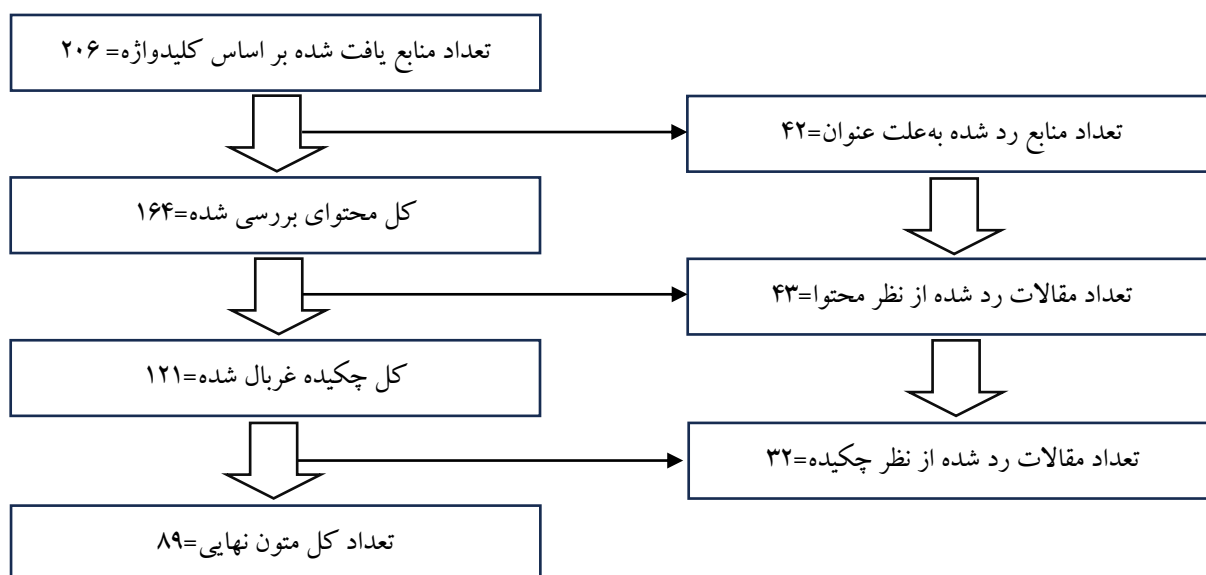 تعداد منابع یافت شده بر اساس کلیدواژه= ۲۰۶
تعداد منابع رد شده به‌علت عنوان=۴۲
کل محتوای بررسی شده=۱۶۴
تعداد مقالات رد شده از نظر محتوا=۴۳
کل چکیده غربال شده=۱۲۱
تعداد مقالات رد شده از نظر چکیده=۳۲
تعداد کل متون نهایی=۸۹